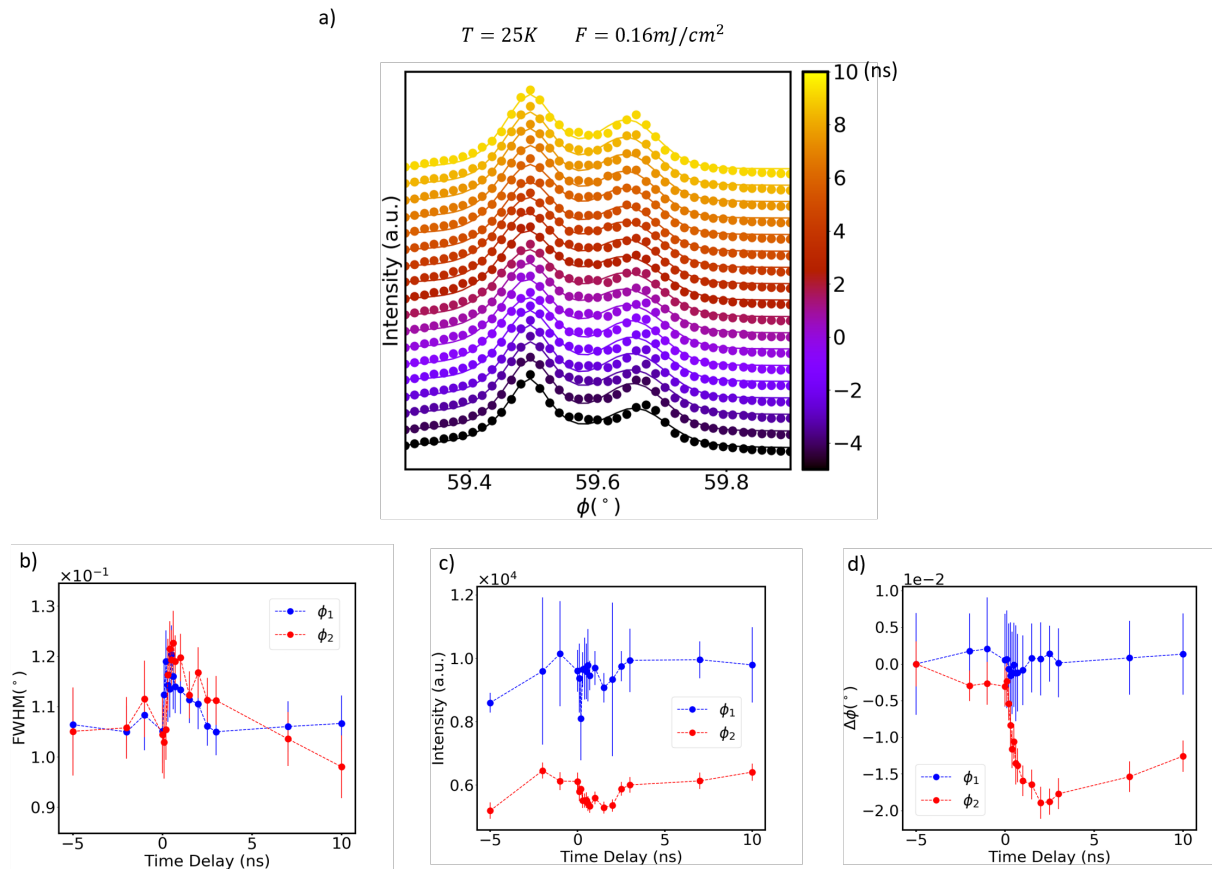 a)
T = 25K F = 0.16mJ/cm²
10 (ns)
8
6
4
2
0
−2
−4
Intensity (a.u.)
59.4 59.6 59.8
ϕ(°)
b)
×10⁻¹
1.3
1.2
1.1
1.0
0.9
FWHM(°)
ϕ₁
ϕ₂
−5 0 5 10
Time Delay (ns)
c)
×10⁴
1.2
1.0
0.8
0.6
Intensity (a.u.)
ϕ₁
ϕ₂
−5 0 5 10
Time Delay (ns)
d)
1e−2
1.0
0.5
0.0
−0.5
−1.0
−1.5
−2.0
Δϕ(°)
ϕ₁
ϕ₂
−5 0 5 10
Time Delay (ns)